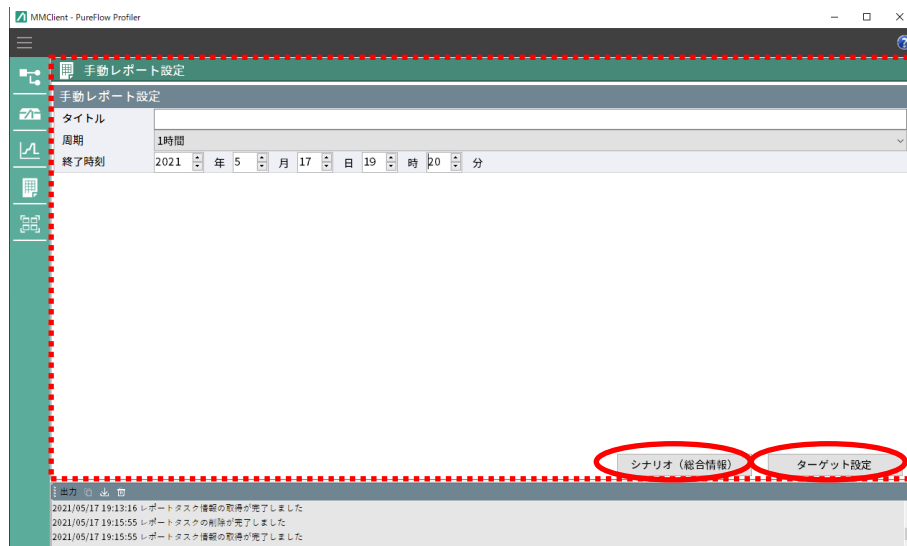 MMClient - PureFlow Profiler
手動レポート設定
手動レポート設定
タイトル
周期 1時間
終了時刻 2021 年 5 月 17 日 19 時 20 分
シナリオ（総合情報） ターゲット設定
出力
2021/05/17 19:13:16 レポートタスク情報の取得が完了しました
2021/05/17 19:15:55 レポートタスクの削除が完了しました
2021/05/17 19:15:55 レポートタスク情報の取得が完了しました